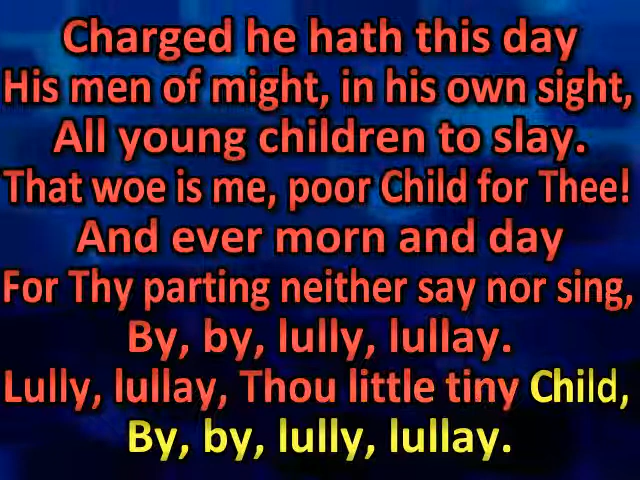 Charged he hath this day
His men of might, in his own sight,
All young children to slay.
That woe is me, poor Child for Thee!
And ever morn and day
For Thy parting neither say nor sing,
By, by, lully, lullay.
Lully, lullay, Thou little tiny Child,
By, by, lully, lullay.